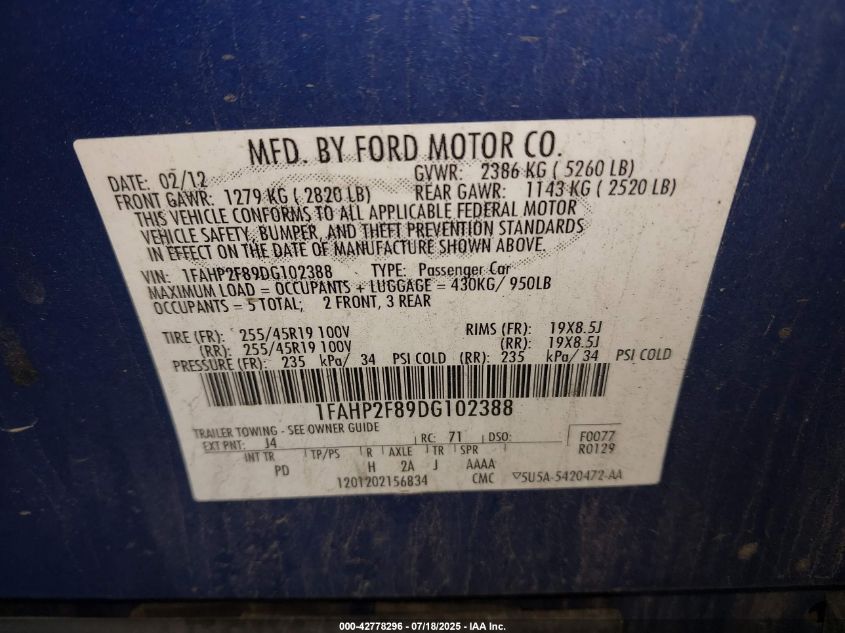 MFD. BY FORD MOTOR CO.
DATE: 02/12 GVWR: 2386 KG ( 5260 LB)
FRONT GAWR: 1279 KG ( 2820 LB) REAR GAWR: 1143 KG ( 2520 LB)
THIS VEHICLE CONFORMS TO ALL APPLICABLE FEDERAL MOTOR
VEHICLE SAFETY, BUMPER, AND THEFT PREVENTION STANDARDS
IN EFFECT ON THE DATE OF MANUFACTURE SHOWN ABOVE.
VIN: 1FAHP2F89DG102388 TYPE: Passenger Car
MAXIMUM LOAD = OCCUPANTS + LUGGAGE = 430KG/ 950LB
OCCUPANTS = 5 TOTAL; 2 FRONT, 3 REAR
TIRE (FR): 255/45R19 100V RIMS (FR): 19X8.5J
(RR): 255/45R19 100V (RR): 19X8.5J
PRESSURE (FR): 235 kPa/ 34 PSI COLD (RR): 235 kPa/ 34 PSI COLD
1FAHP2F89DG102388
TRAILER TOWING - SEE OWNER GUIDE
EXT PNT: J4 RC: 71 DSO: F0077
R0129
INT TR TP/PS R AXLE TR SPR
PD H 2A J AAAA
1201202156834 CMC 5U5A-5420472-AA
000-42778296 - 07/18/2025 - IAA Inc.